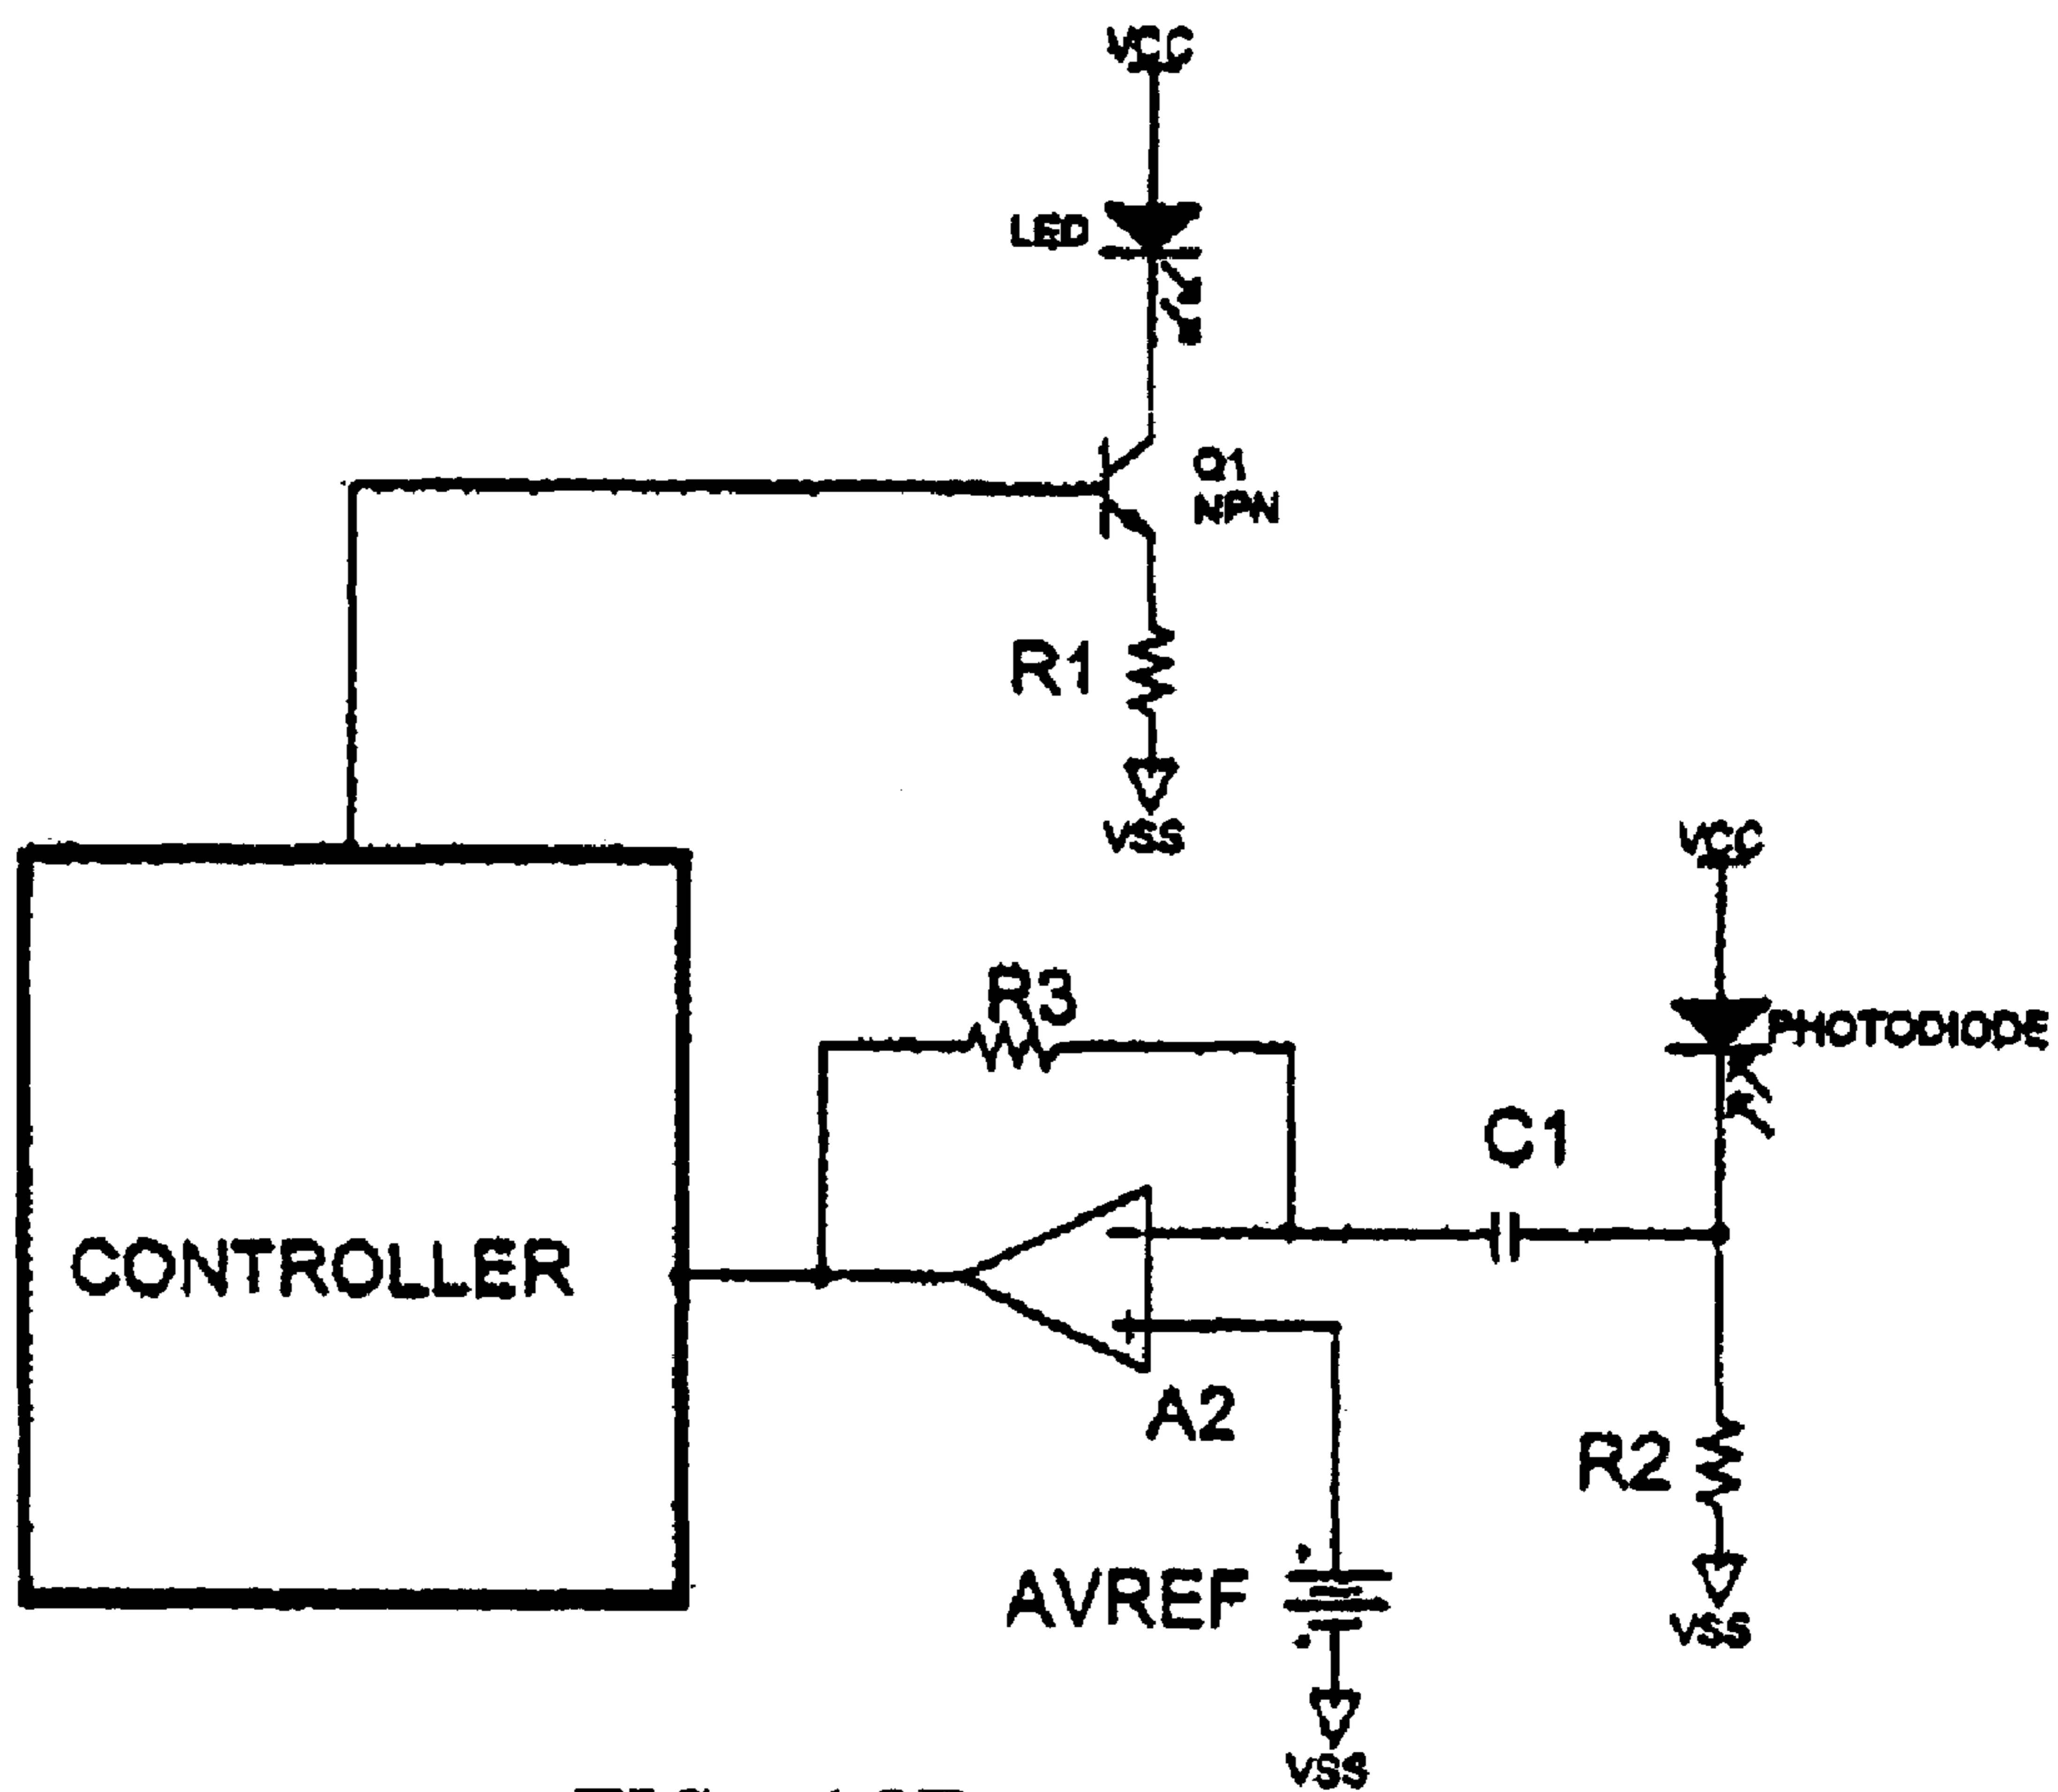 VCC
LED
Q1
NPN
R1
VSS
VCC
R3
PHOTODIODE
C1
CONTROLLER
A2
R2
AVREF
VSS
VSS